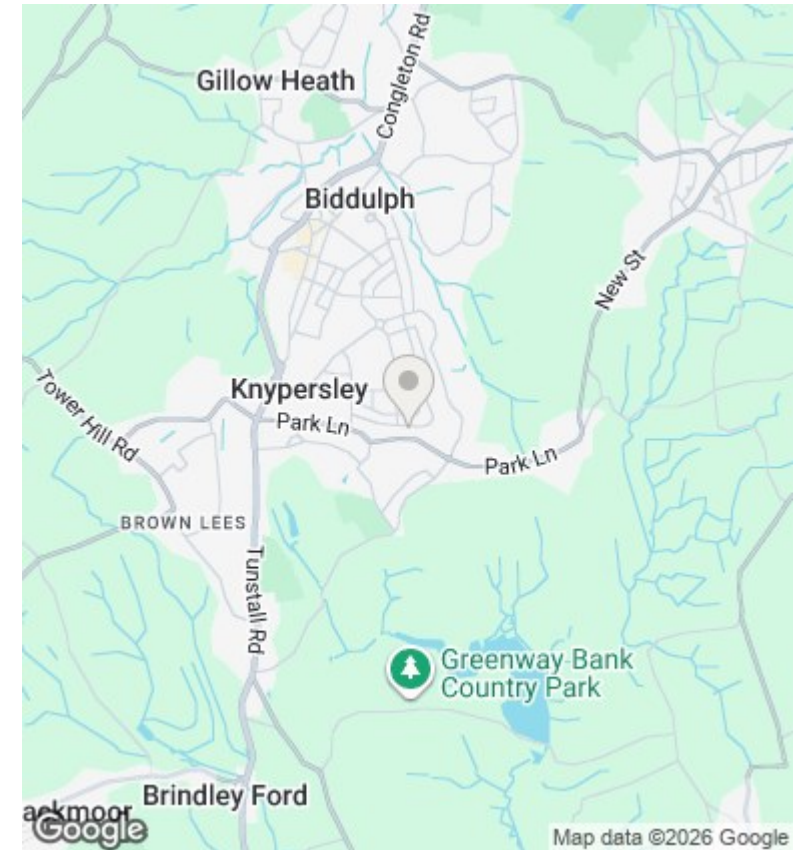 Congleton Rd
Gillow Heath
Biddulph
New St
Knypersley
Tower Hill Rd
Park Ln
Park Ln
BROWN LEES
Tunstall Rd
Greenway Bank
Country Park
Brindley Ford
ackmoor
Google
Map data ©2026 Google